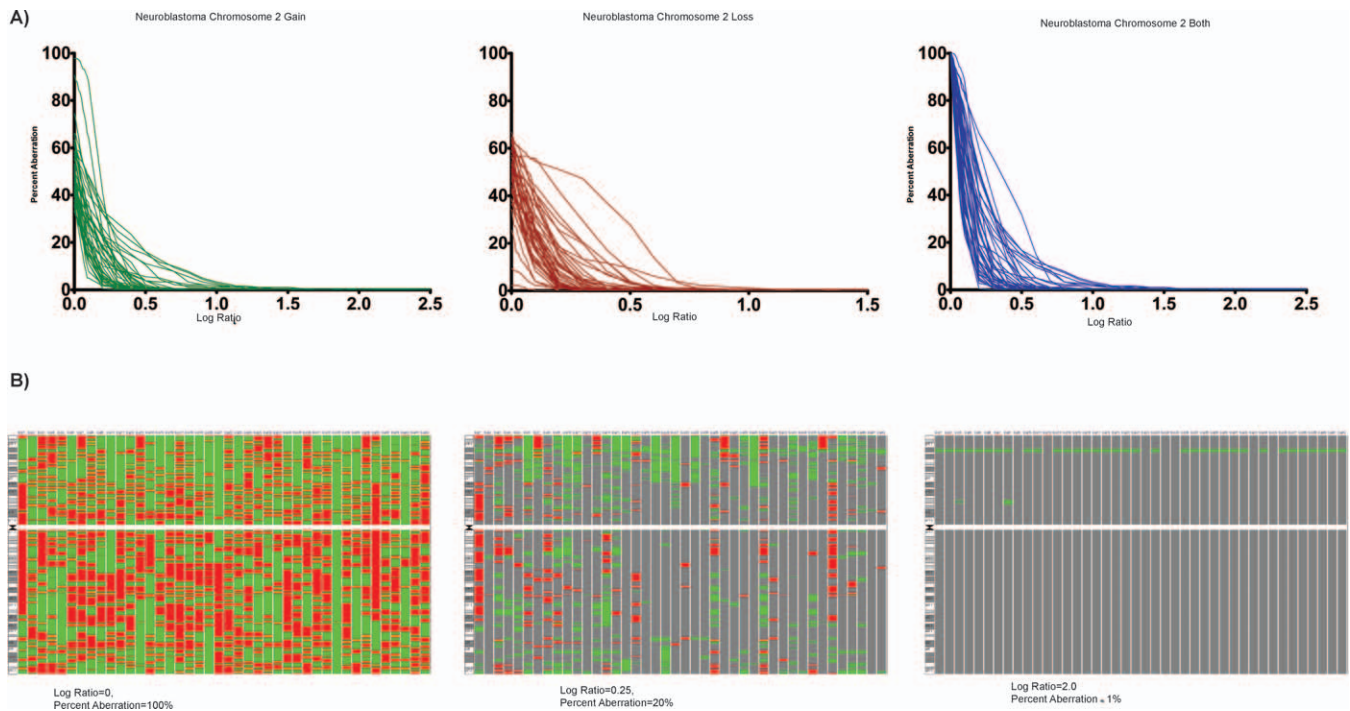 A)
Neuroblastoma Chromosome 2 Gain
Neuroblastoma Chromosome 2 Loss
Neuroblastoma Chromosome 2 Both
100
80
60
40
20
0
Percent Aberration
0.0 0.5 1.0 1.5 2.0 2.5
Log Ratio
100
80
60
40
20
0
Percent Aberration
0.0 0.5 1.0 1.5
Log Ratio
100
80
60
40
20
0
Percent Aberration
0.0 0.5 1.0 1.5 2.0 2.5
Log Ratio
B)
Log Ratio=0,
Percent Aberration=100%
Log Ratio=0.25,
Percent Aberration=20%
Log Ratio=2.0
Percent Aberration 1%